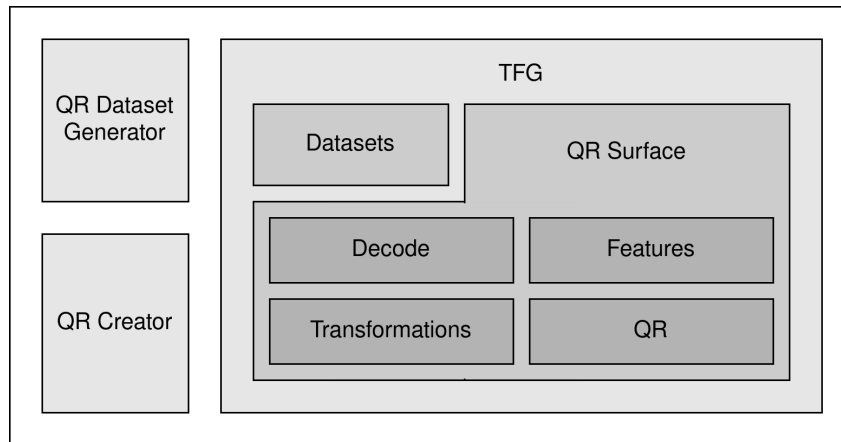 QR Dataset
Generator
QR Creator
TFG
Datasets
QR Surface
Decode
Features
Transformations
QR